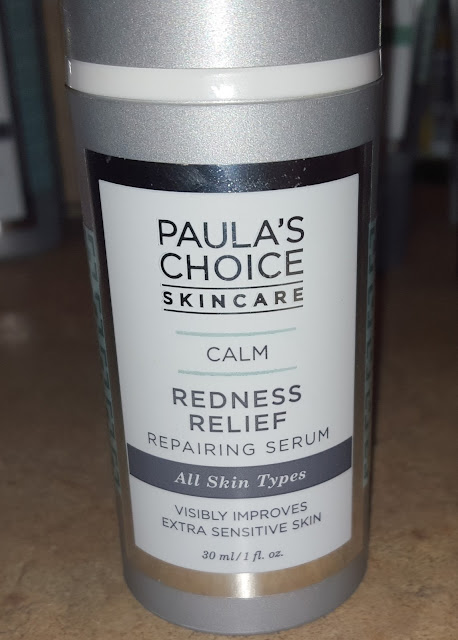 PAULA'S
CHOICE
SKINCARE
CALM
REDNESS
RELIEF
REPAIRING SERUM
All Skin Types
VISIBLY IMPROVES
EXTRA SENSITIVE SKIN
30 ml/1 fl. oz.